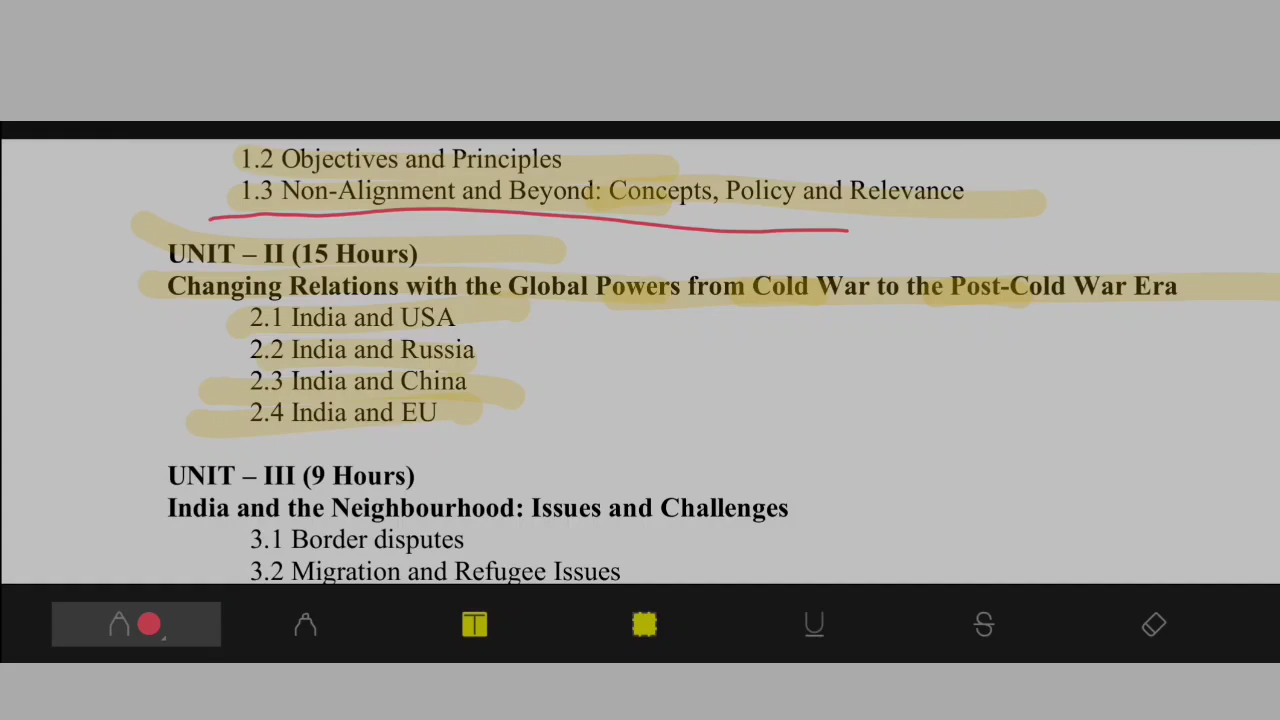 1.2 Objectives and Principles
1.3 Non-Alignment and Beyond: Concepts, Policy and Relevance
UNIT – II (15 Hours)
Changing Relations with the Global Powers from Cold War to the Post-Cold War Era
2.1 India and USA
2.2 India and Russia
2.3 India and China
2.4 India and EU
UNIT – III (9 Hours)
India and the Neighbourhood: Issues and Challenges
3.1 Border disputes
3.2 Migration and Refugee Issues